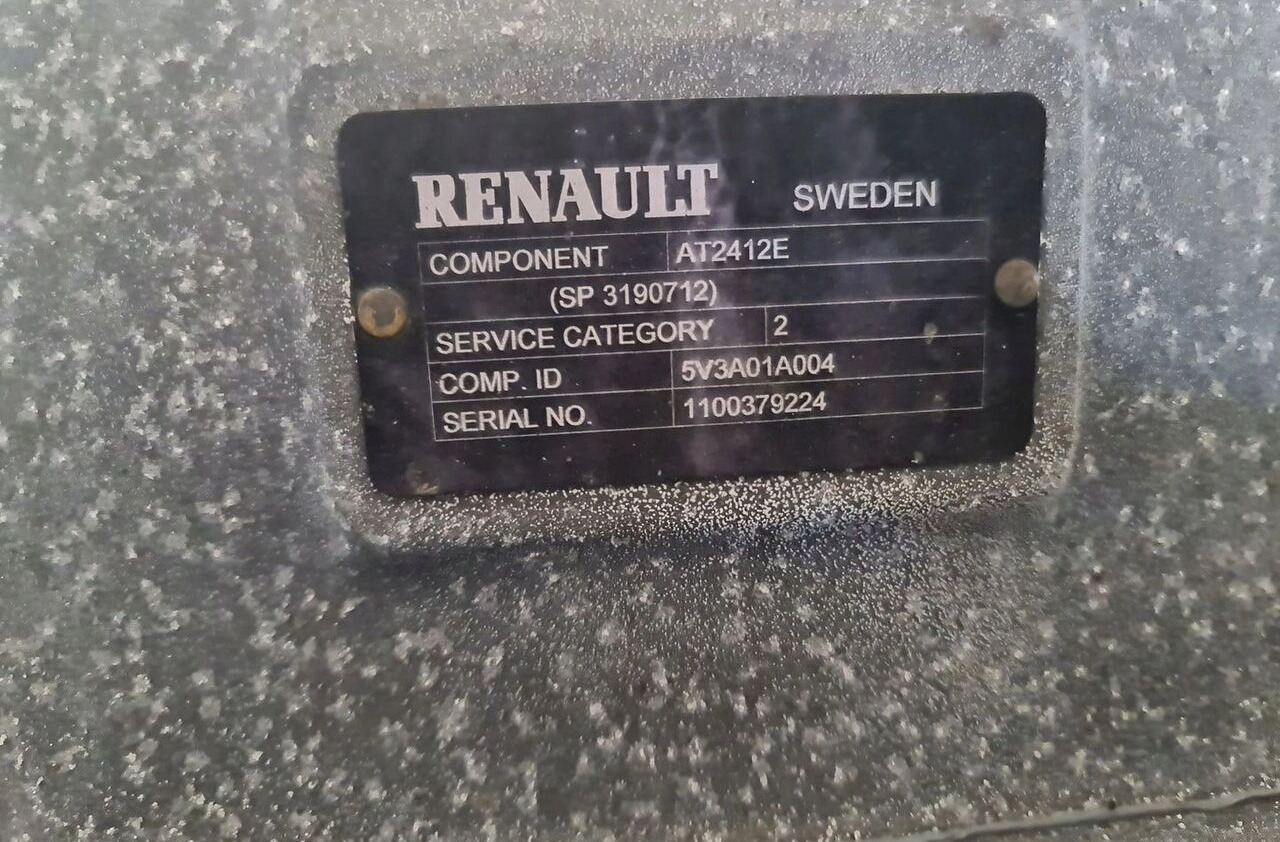 RENAULT SWEDEN
COMPONENT AT2412E
(SP 3190712)
SERVICE CATEGORY 2
COMP. ID 5V3A01A004
SERIAL NO. 1100379224